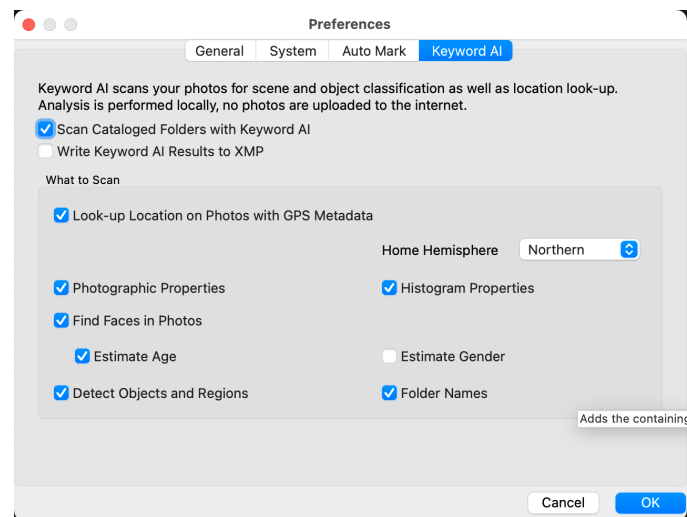 Preferences
General System Auto Mark Keyword AI
Keyword AI scans your photos for scene and object classification as well as location look-up.
Analysis is performed locally, no photos are uploaded to the internet.
Scan Cataloged Folders with Keyword AI
Write Keyword AI Results to XMP
What to Scan
Look-up Location on Photos with GPS Metadata
Home Hemisphere Northern
Photographic Properties Histogram Properties
Find Faces in Photos
Estimate Age Estimate Gender
Detect Objects and Regions Folder Names
Adds the containing
Cancel OK